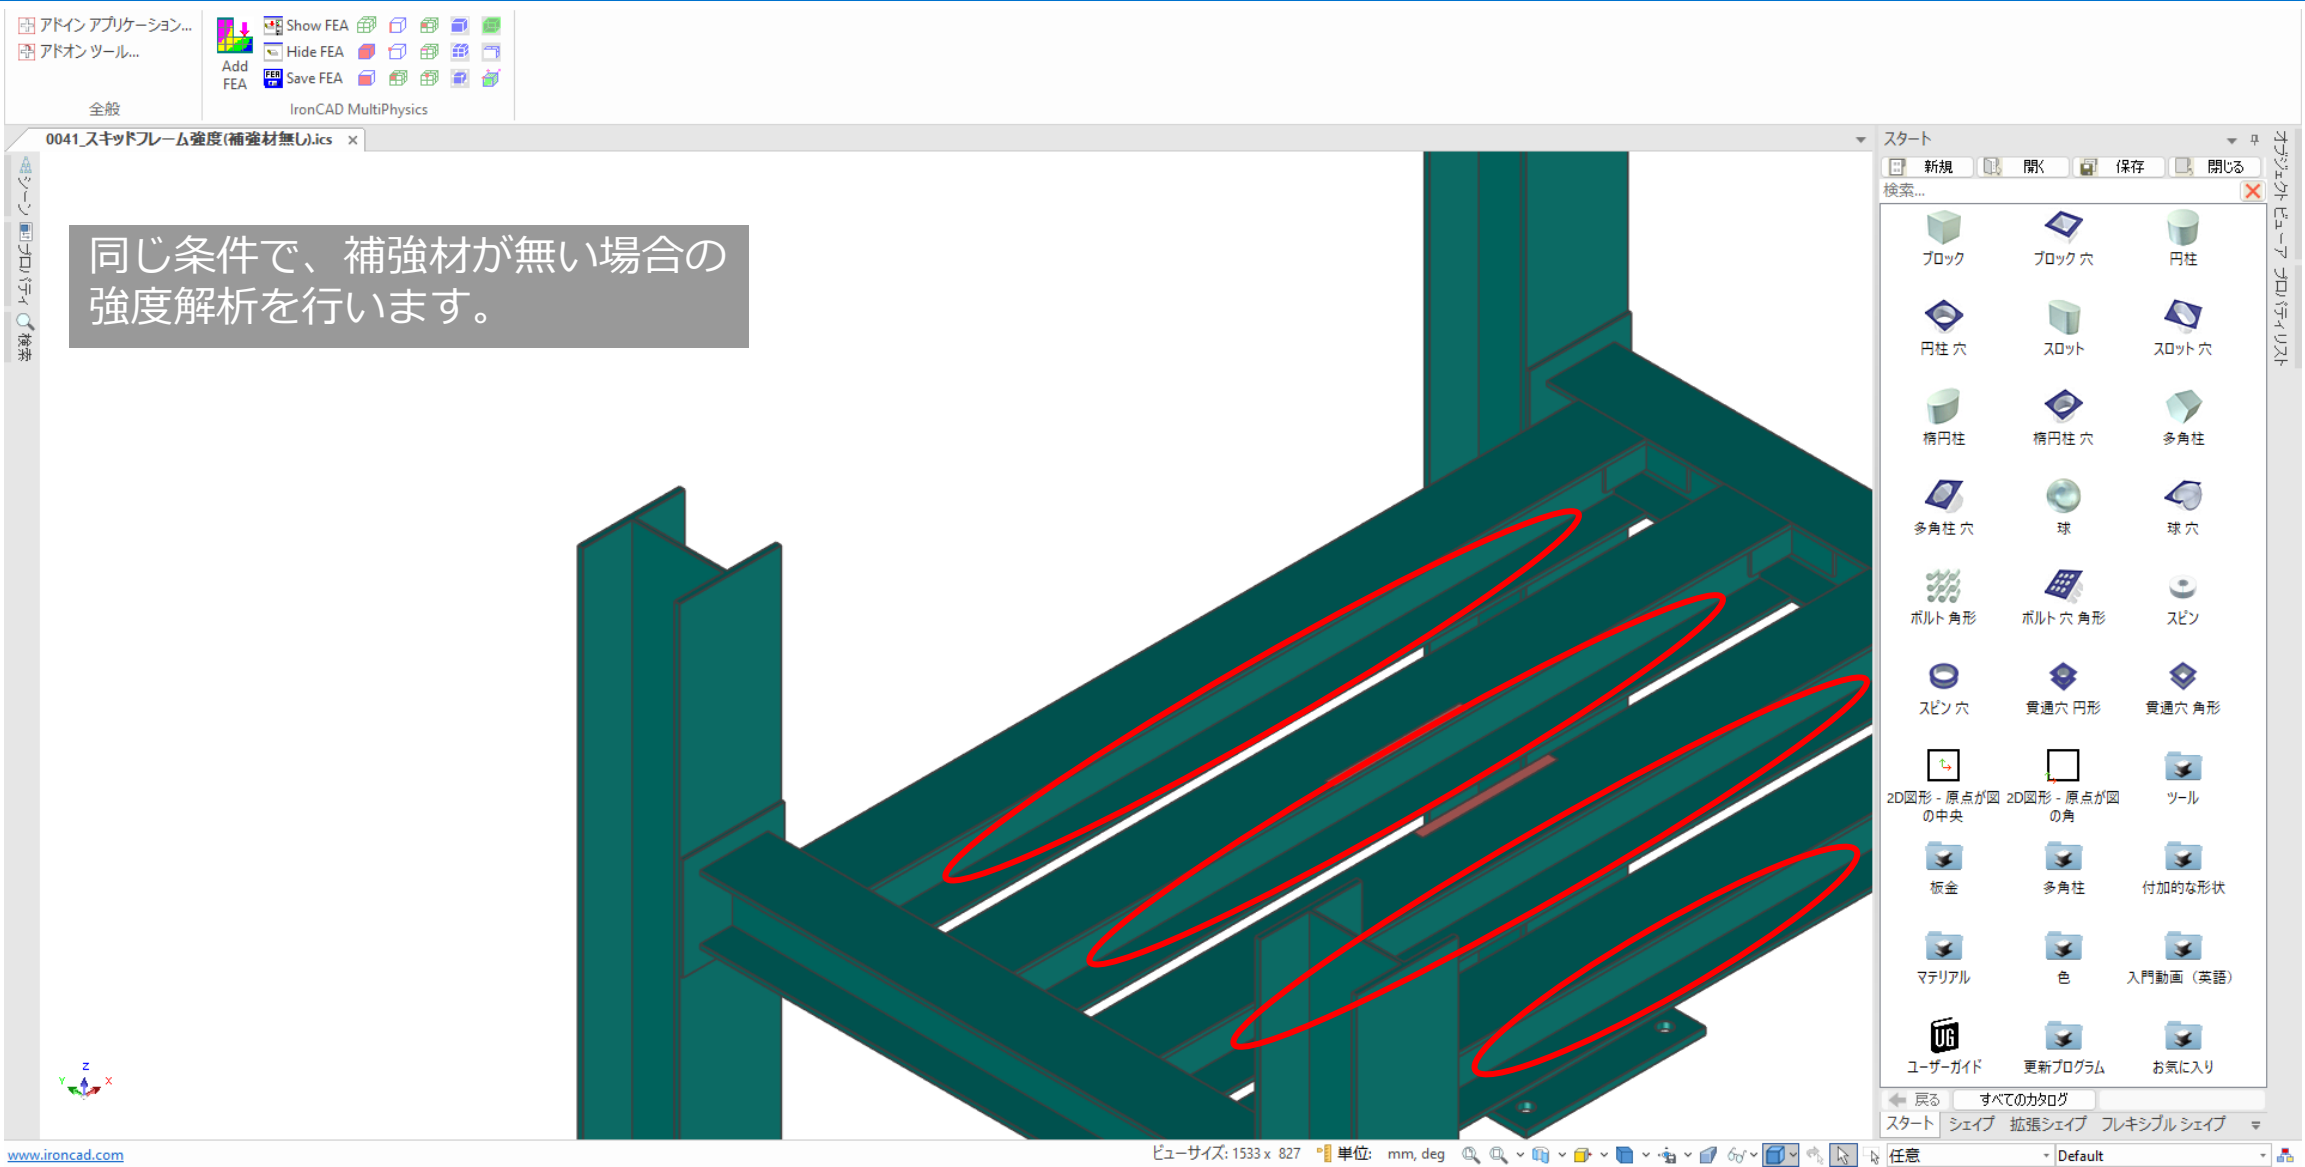 アドイン アプリケーション...
アドオン ツール...
全般
Add
FEA
Show FEA
Hide FEA
Save FEA
IronCAD MultiPhysics
0041_スキッドフレーム強度(補強材無し).ics
シーン
プロパティ
検索
同じ条件で、補強材が無い場合の
強度解析を行います。
Z
Y
X
スタート
新規 開く 保存 閉じる
検索...
ブロック ブロック 穴 円柱
円柱 穴 スロット スロット 穴
楕円柱 楕円柱 穴 多角柱
多角柱 穴 球 球 穴
ボルト 角形 ボルト 穴 角形 スピン
スピン 穴 貫通穴 円形 貫通穴 角形
2D図形 - 原点が図 2D図形 - 原点が図 ツール
の中央 の角
板金 多角柱 付加的な形状
マテリアル 色 入門動画（英語）
UG
ユーザーガイド 更新プログラム お気に入り
戻る すべてのカタログ
スタート シェイプ 拡張シェイプ フレキシブル シェイプ
オブジェクト ビューア
プロパティ リスト
www.ironcad.com
ビューサイズ: 1533 x 827 単位: mm, deg
任意 Default